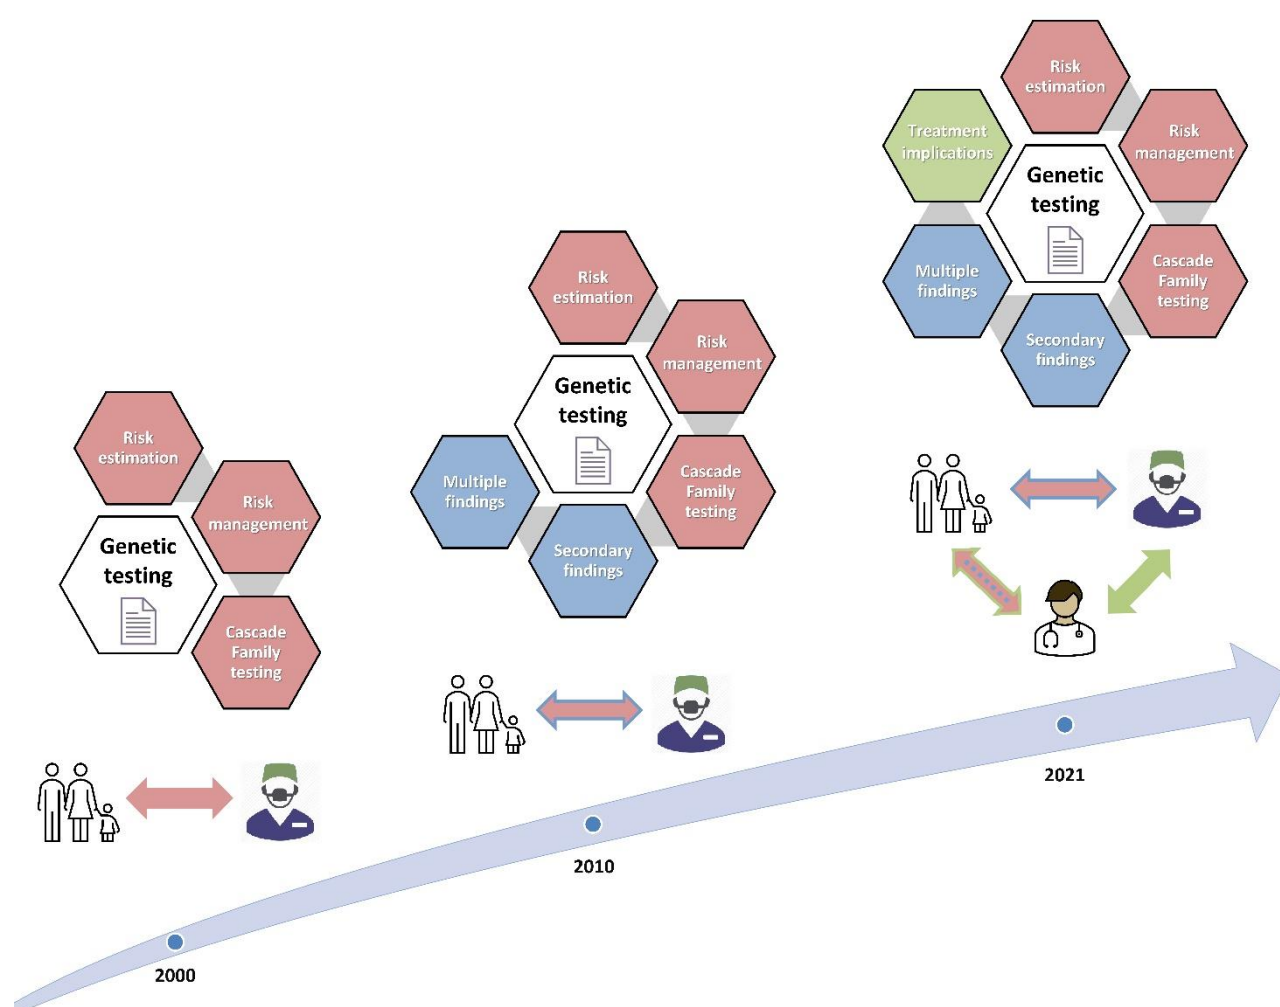 Risk
estimation
Risk
management
Genetic
testing
Cascade
Family
testing
2000
Risk
estimation
Risk
management
Genetic
testing
Cascade
Family
testing
Secondary
findings
Multiple
findings
2010
Risk
estimation
Risk
management
Genetic
testing
Cascade
Family
testing
Secondary
findings
Multiple
findings
Treatment
implications
2021